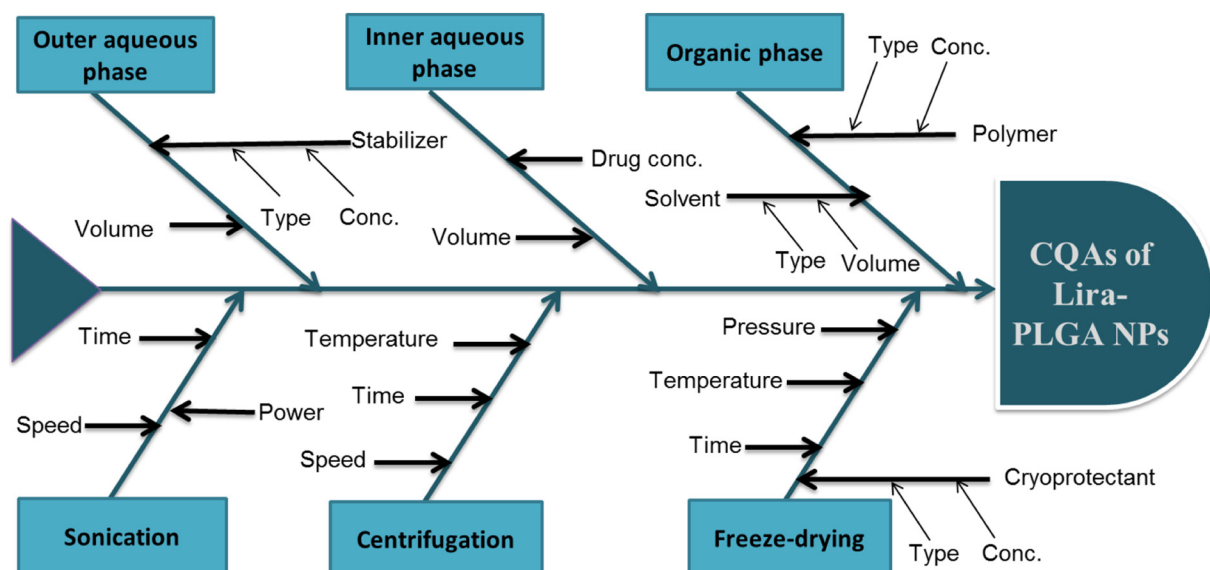 Outer aqueous
phase
Inner aqueous
phase
Organic phase
Type
Conc.
Polymer
Stabilizer
Type
Conc.
Volume
Drug conc.
Volume
Solvent
Type
Volume
CQAs of
Lira-
PLGA NPs
Time
Power
Speed
Sonication
Temperature
Time
Speed
Centrifugation
Pressure
Temperature
Time
Cryoprotectant
Type
Conc.
Freeze-drying